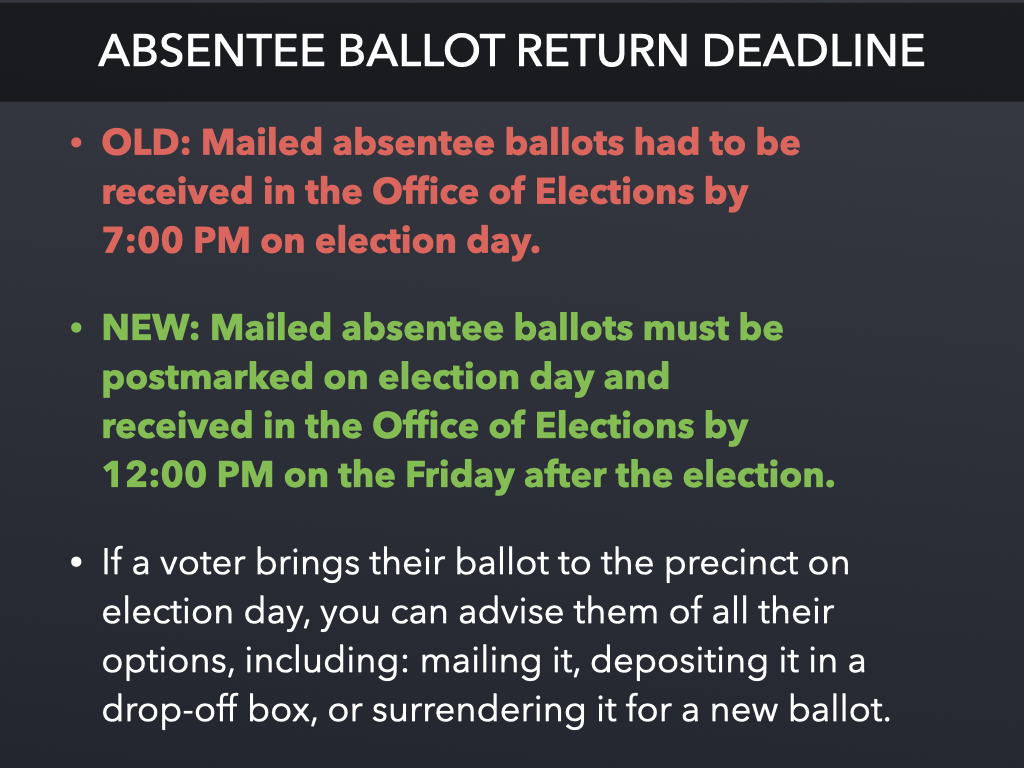 ABSENTEE BALLOT RETURN DEADLINE
• OLD: Mailed absentee ballots had to be
received in the Office of Elections by
7:00 PM on election day.
• NEW: Mailed absentee ballots must be
postmarked on election day and
received in the Office of Elections by
12:00 PM on the Friday after the election.
• If a voter brings their ballot to the precinct on
election day, you can advise them of all their
options, including: mailing it, depositing it in a
drop-off box, or surrendering it for a new ballot.